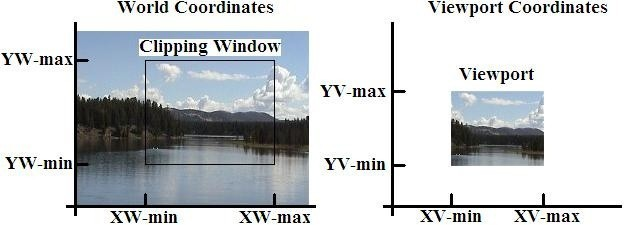 World Coordinates
Viewport Coordinates
Clipping Window
YW-max
YW-min
XW-min
XW-max
Viewport
YV-max
YV-min
XV-min
XV-max